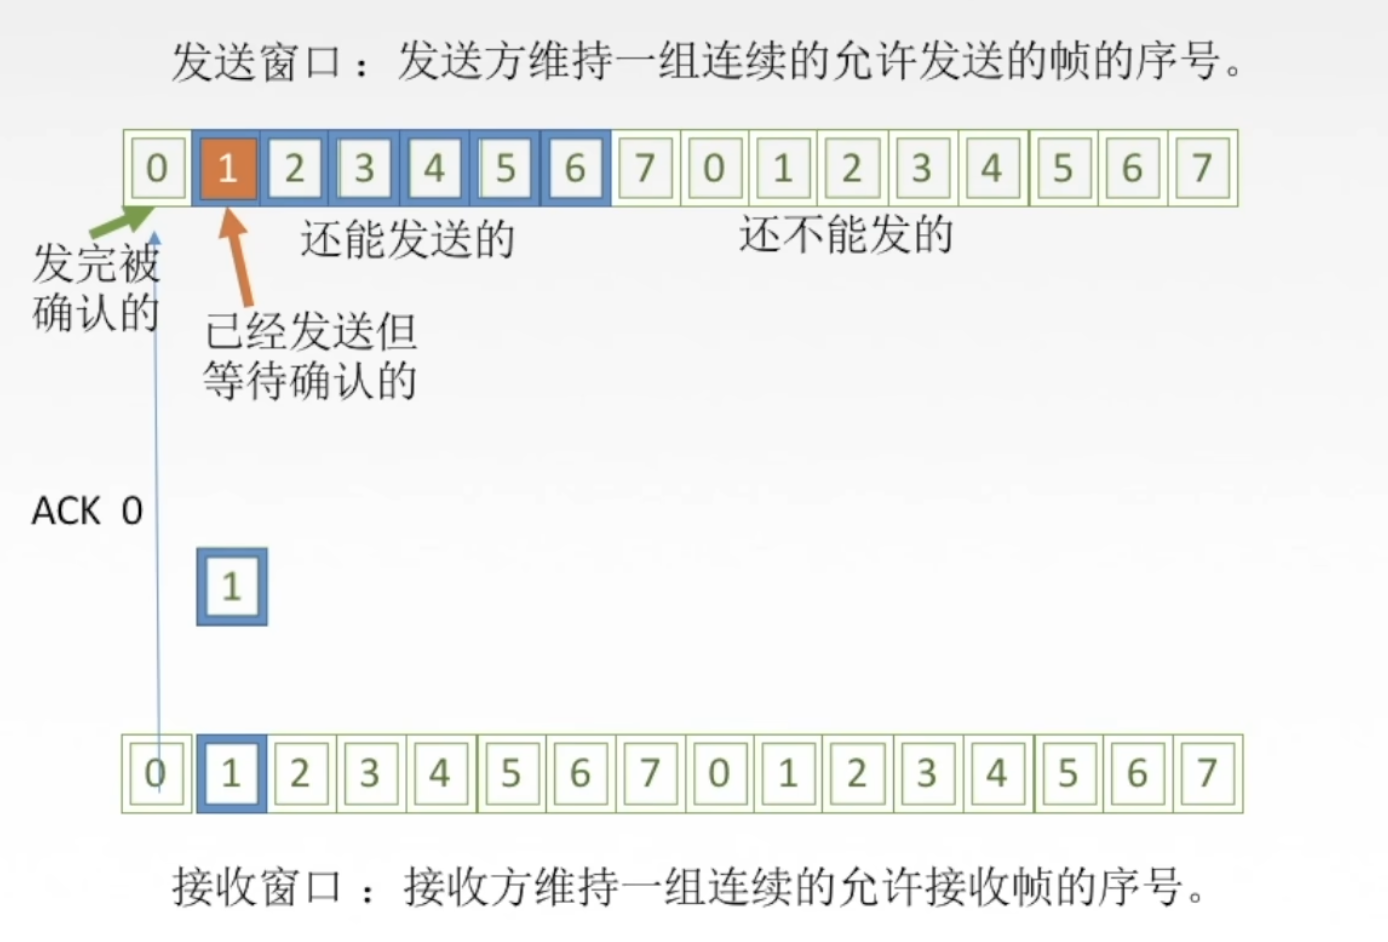 发送窗口：发送方维持一组连续的允许发送的帧的序号。
0 1 2 3 4 5 6 7 0 1 2 3 4 5 6 7
还能发送的
还不能发的
发完被
确认的
已经发送但
等待确认的
ACK 0
1
0 1 2 3 4 5 6 7 0 1 2 3 4 5 6 7
接收窗口：接收方维持一组连续的允许接收帧的序号。